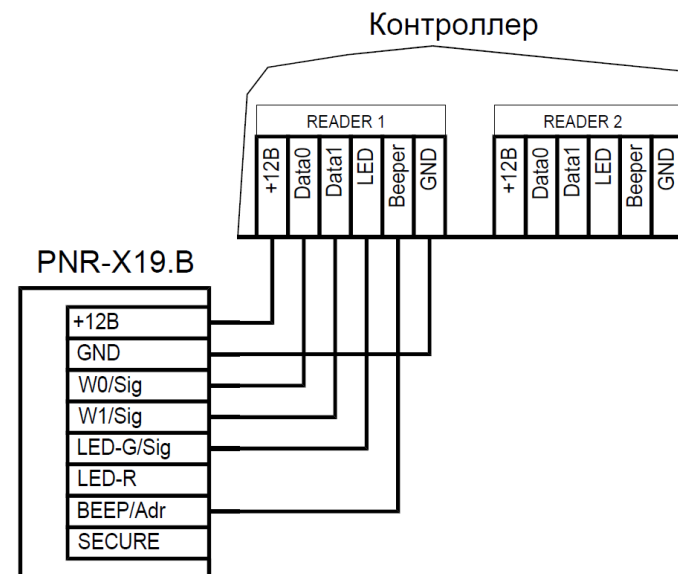 Контроллер
READER 1
READER 2
+12В
Data0
Data1
LED
Beeper
GND
+12В
Data0
Data1
LED
Beeper
GND
PNR-X19.B
+12В
GND
W0/Sig
W1/Sig
LED-G/Sig
LED-R
BEEP/Adr
SECURE